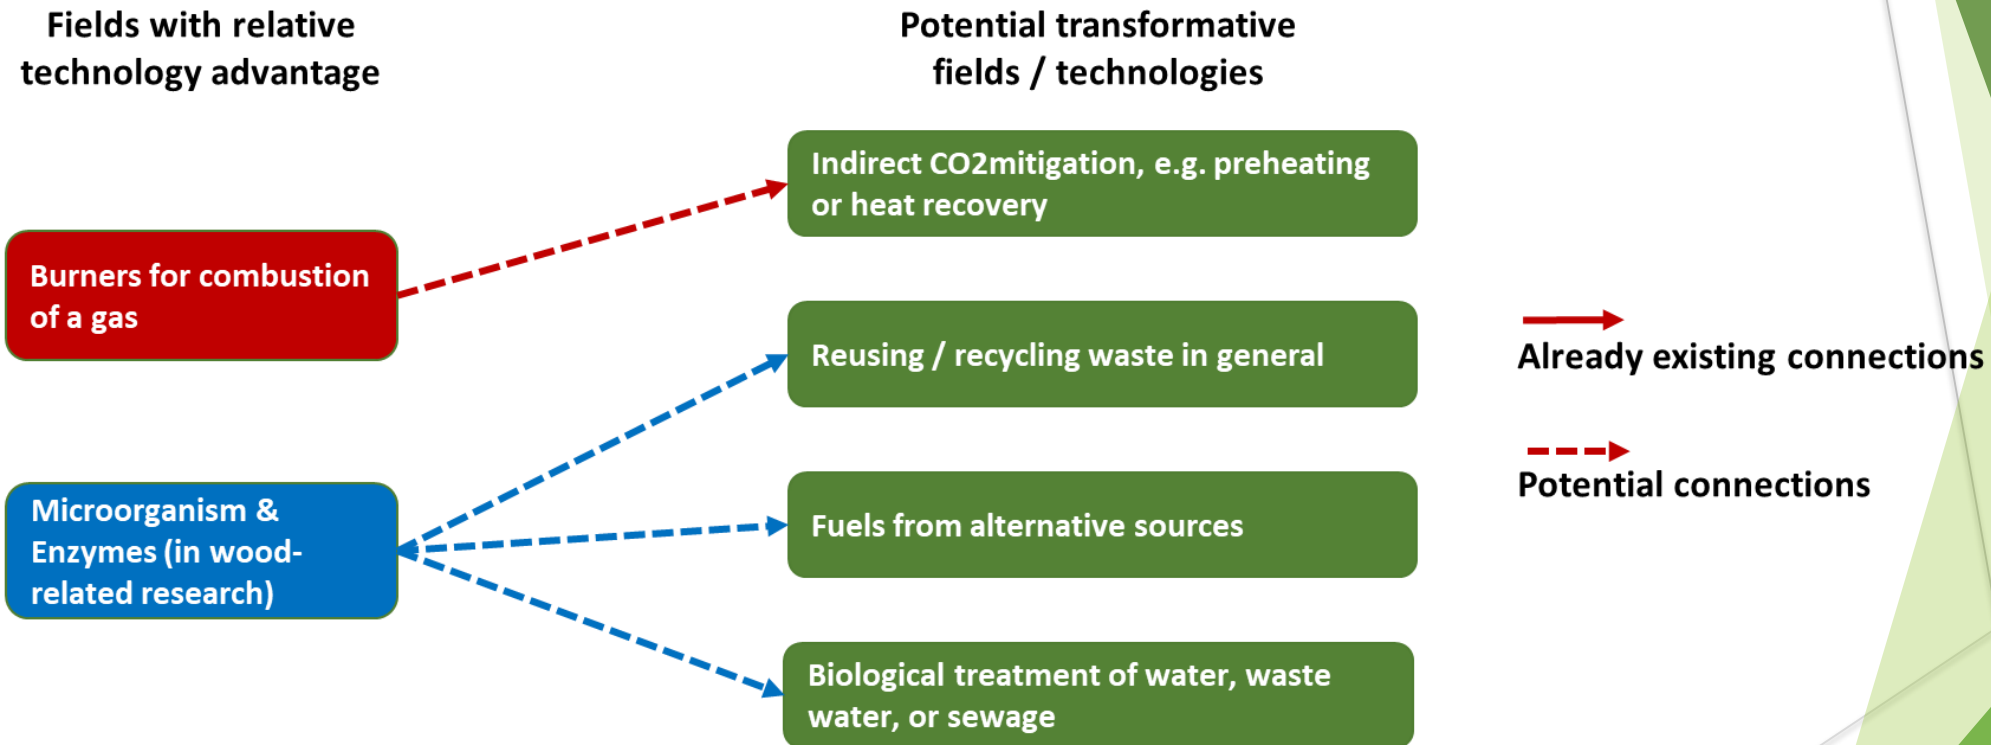 Fields with relative
technology advantage
Potential transformative
fields / technologies
Indirect CO2mitigation, e.g. preheating
or heat recovery
Burners for combustion
of a gas
Reusing / recycling waste in general
Already existing connections
Microorganism &
Enzymes (in wood-
related research)
Fuels from alternative sources
Potential connections
Biological treatment of water, waste
water, or sewage